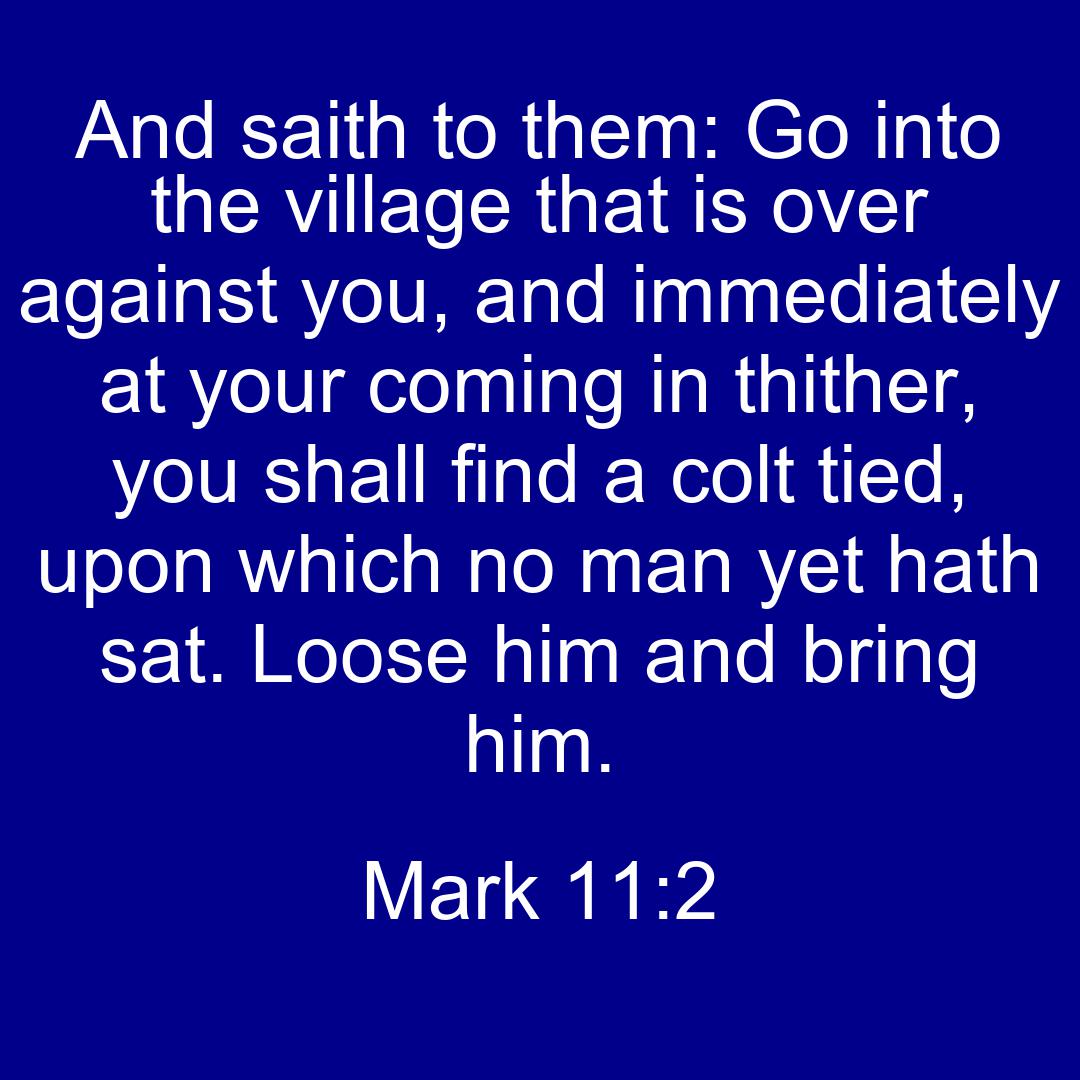 And saith to them: Go into
the village that is over
against you, and immediately
at your coming in thither,
you shall find a colt tied,
upon which no man yet hath
sat. Loose him and bring
him.
Mark 11:2